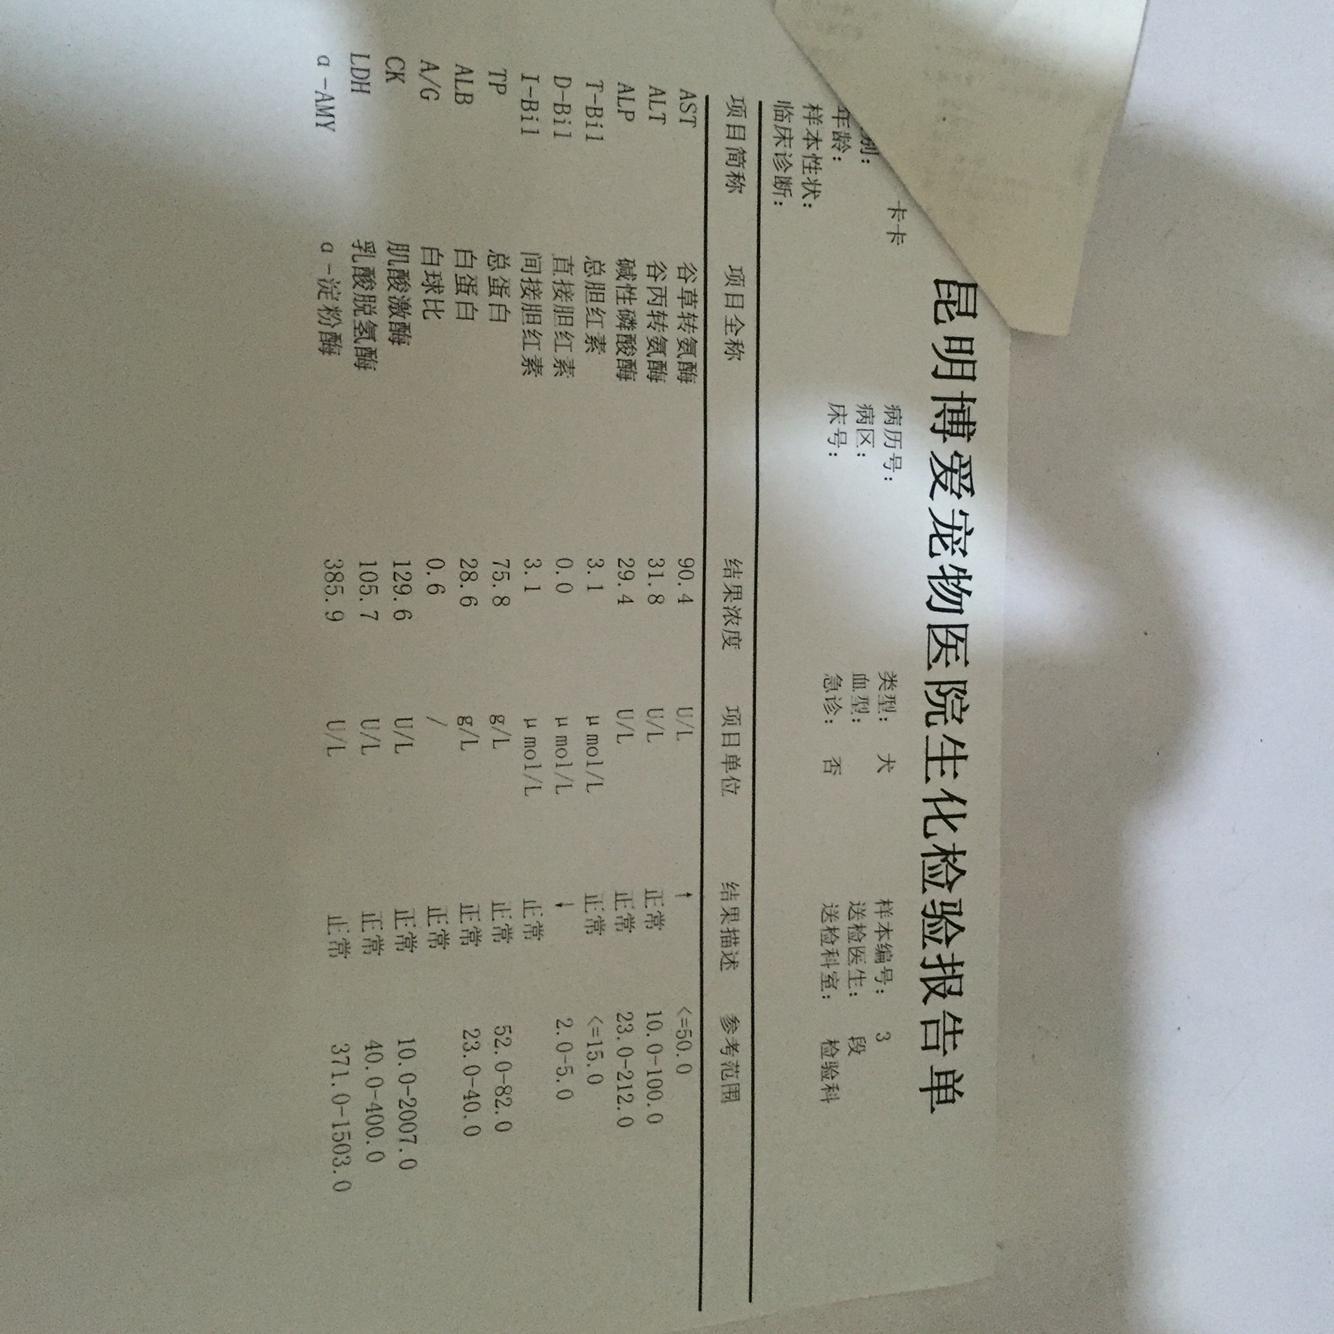 昆明博爱宠物医院生化检验报告单
卡卡 病历号: 类型: 犬 样本编号: 3
别: 病区: 血型: 送检医生: 段
年龄: 床号: 急诊: 否 送检科室: 检验科
样本性状:
临床诊断:
项目简称 项目全称 结果浓度 项目单位 结果描述 参考范围
AST 谷草转氨酶 90.4 U/L ↑ <=50.0
ALT 谷丙转氨酶 31.8 U/L 正常 10.0-100.0
ALP 碱性磷酸酶 29.4 U/L 正常 23.0-212.0
T-Bil 总胆红素 3.1 μmol/L 正常 <=15.0
D-Bil 直接胆红素 0.0 μmol/L ↓ 2.0-5.0
I-Bil 间接胆红素 3.1 μmol/L 正常
TP 总蛋白 75.8 g/L 正常 52.0-82.0
ALB 白蛋白 28.6 g/L 正常 23.0-40.0
A/G 白球比 0.6 / 正常
CK 肌酸激酶 129.6 U/L 正常 10.0-2007.0
LDH 乳酸脱氢酶 105.7 U/L 正常 40.0-400.0
α-AMY α-淀粉酶 385.9 U/L 正常 371.0-1503.0